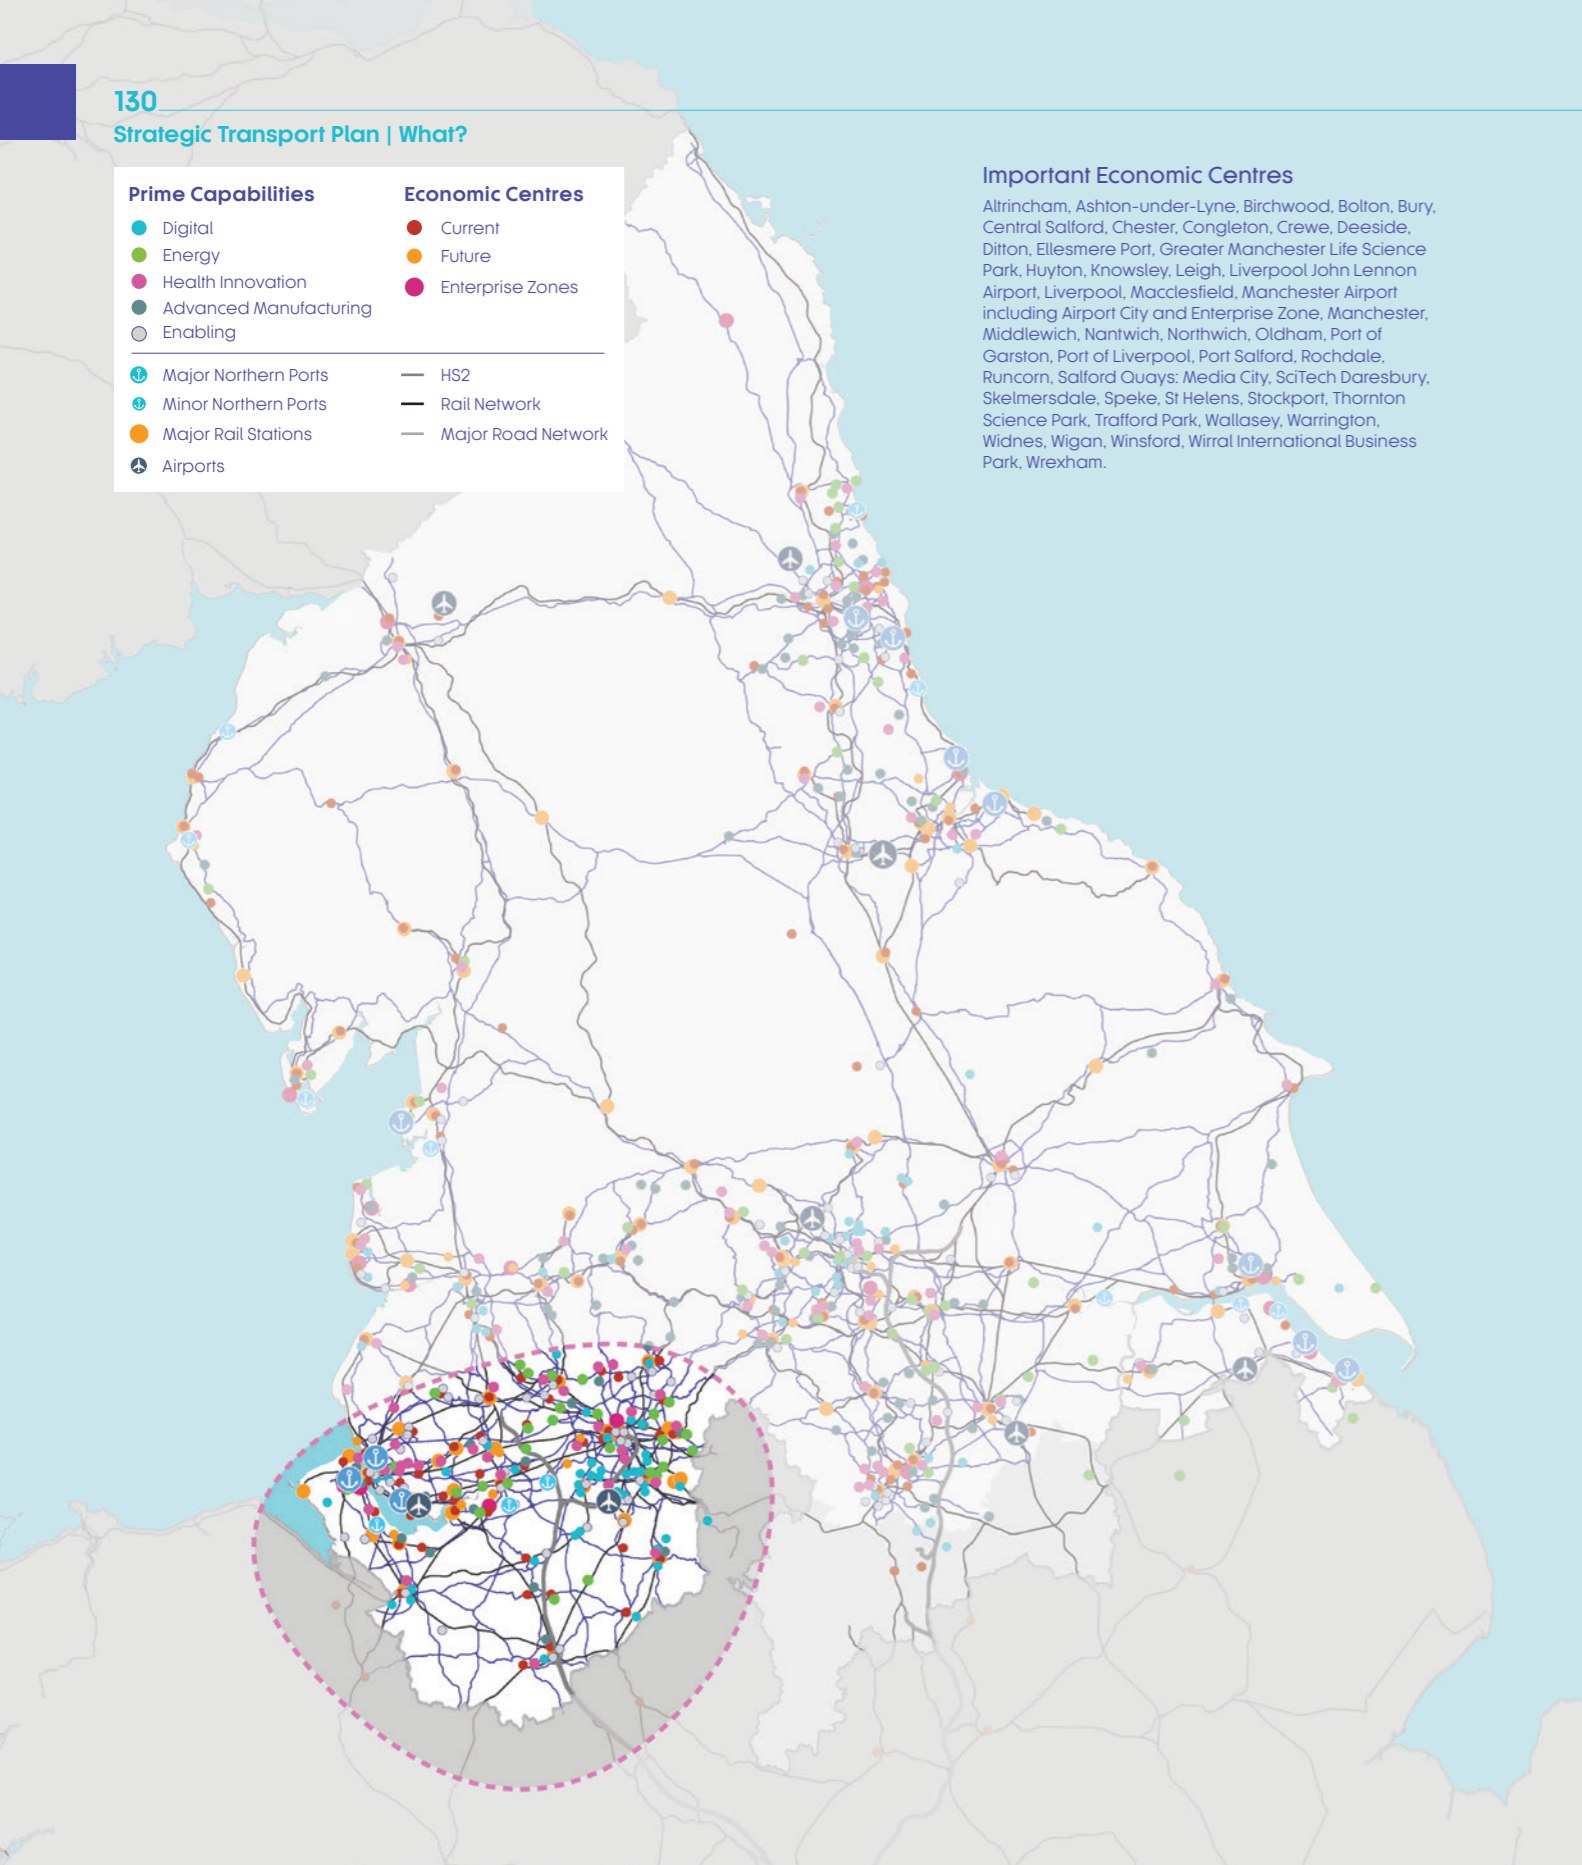 130
Strategic Transport Plan | What?
Prime Capabilities
Digital
Energy
Health Innovation
Advanced Manufacturing
Enabling
Economic Centres
Current
Future
Enterprise Zones
Major Northern Ports
Minor Northern Ports
Major Rail Stations
Airports
HS2
Rail Network
Major Road Network
Important Economic Centres
Altrincham, Ashton-under-Lyne, Birchwood, Bolton, Bury,
Central Salford, Chester, Congleton, Crewe, Deeside,
Ditton, Ellesmere Port, Greater Manchester Life Science
Park, Huyton, Knowsley, Leigh, Liverpool John Lennon
Airport, Liverpool, Macclesfield, Manchester Airport
including Airport City and Enterprise Zone, Manchester,
Middlewich, Nantwich, Northwich, Oldham, Port of
Garston, Port of Liverpool, Port Salford, Rochdale,
Runcorn, Salford Quays: Media City, SciTech Daresbury,
Skelmersdale, Speke, St Helens, Stockport, Thornton
Science Park, Trafford Park, Wallasey, Warrington,
Widnes, Wigan, Winsford, Wirral International Business
Park, Wrexham.